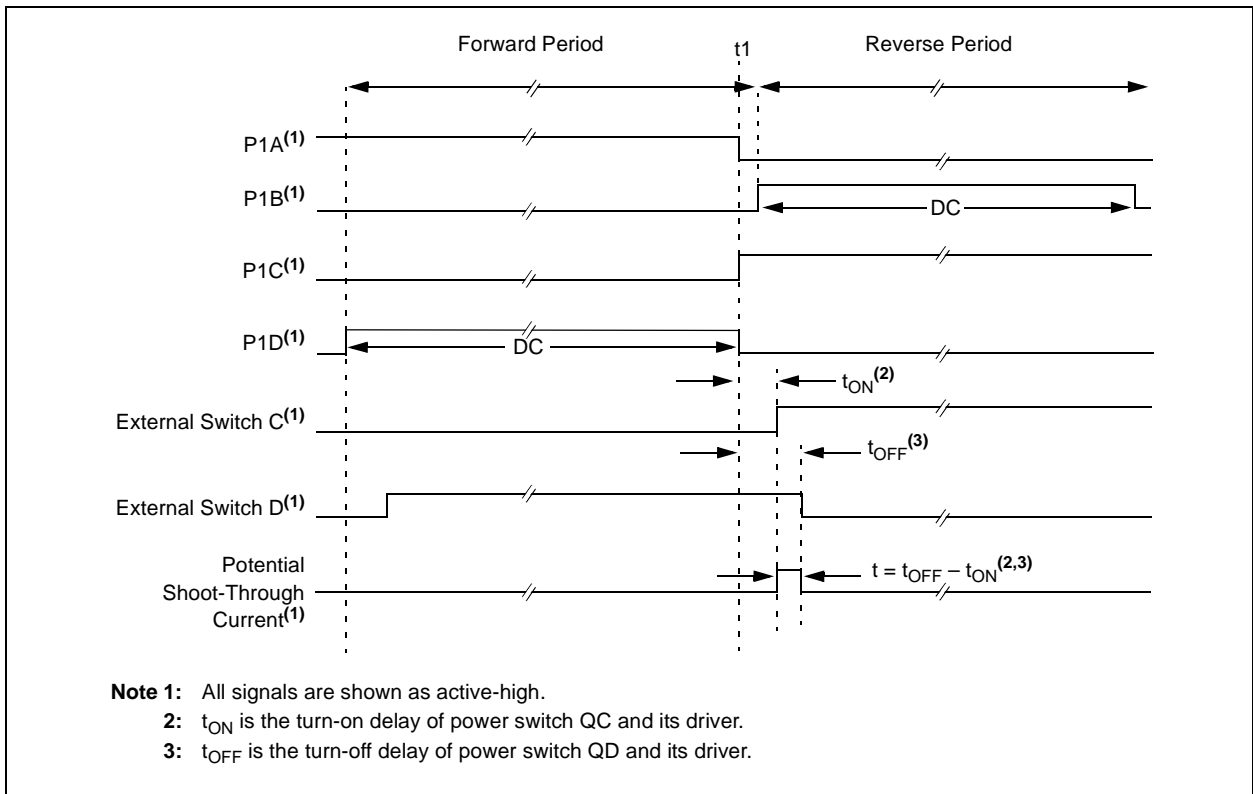 Forward Period t1 Reverse Period
P1A(1)
P1B(1)
DC
P1C(1)
P1D(1)
DC
tON(2)
External Switch C(1)
tOFF(3)
External Switch D(1)
Potential
Shoot-Through
Current(1)
t = tOFF – tON(2,3)
Note 1: All signals are shown as active-high.
2: tON is the turn-on delay of power switch QC and its driver.
3: tOFF is the turn-off delay of power switch QD and its driver.